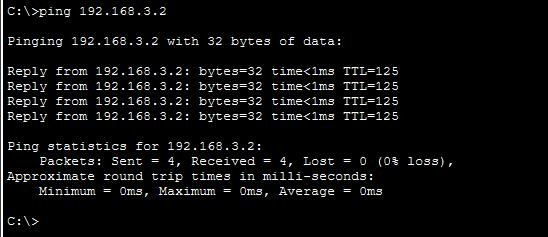 C:\>ping 192.168.3.2
Pinging 192.168.3.2 with 32 bytes of data:
Reply from 192.168.3.2: bytes=32 time<1ms TTL=125
Reply from 192.168.3.2: bytes=32 time<1ms TTL=125
Reply from 192.168.3.2: bytes=32 time<1ms TTL=125
Reply from 192.168.3.2: bytes=32 time<1ms TTL=125
Ping statistics for 192.168.3.2:
Packets: Sent = 4, Received = 4, Lost = 0 (0% loss),
Approximate round trip times in milli-seconds:
Minimum = 0ms, Maximum = 0ms, Average = 0ms
C:\>